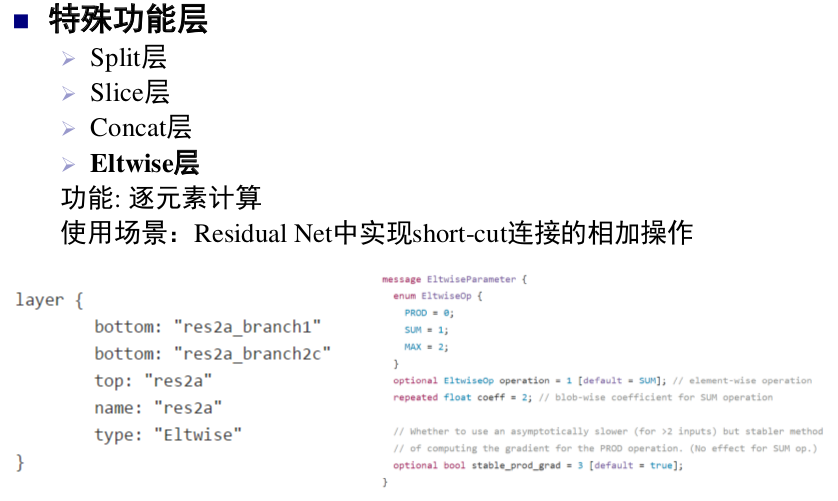 特殊功能层
Split层
Slice层
Concat层
Eltwise层
功能: 逐元素计算
使用场景：Residual Net中实现short-cut连接的相加操作
layer {
bottom: "res2a_branch1"
bottom: "res2a_branch2c"
top: "res2a"
name: "res2a"
type: "Eltwise"
}
message EltwiseParameter {
enum EltwiseOp {
PROD = 0;
SUM = 1;
MAX = 2;
}
optional EltwiseOp operation = 1 [default = SUM]; // element-wise operation
repeated float coeff = 2; // blob-wise coefficient for SUM operation
// Whether to use an asymptotically slower (for >2 inputs) but stabler method
// of computing the gradient for the PROD operation. (No effect for SUM op.)
optional bool stable_prod_grad = 3 [default = true];
}